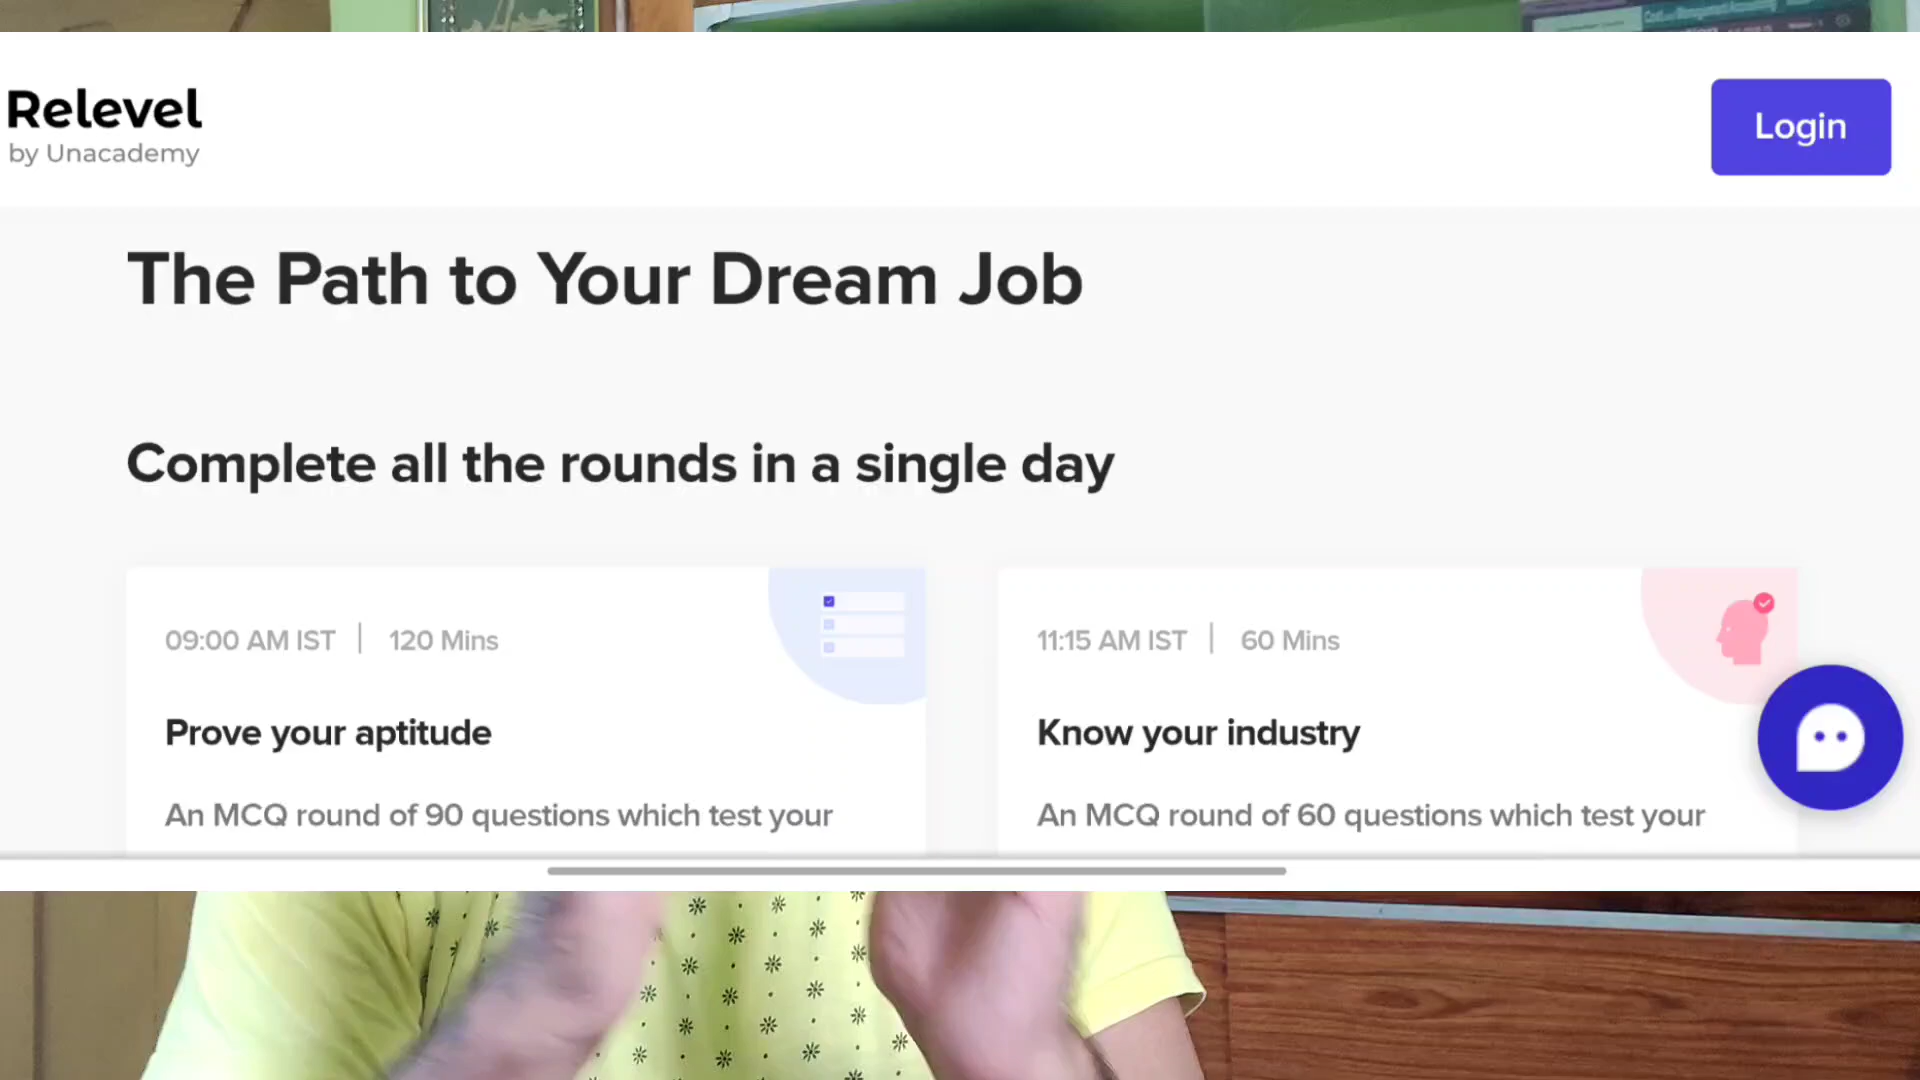 Relevel
by Unacademy
Login
The Path to Your Dream Job
Complete all the rounds in a single day
09:00 AM IST | 120 Mins
Prove your aptitude
An MCQ round of 90 questions which test your
11:15 AM IST | 60 Mins
Know your industry
An MCQ round of 60 questions which test your